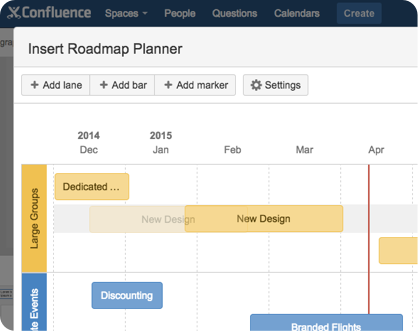 Confluence Spaces People Questions Calendars Create
Insert Roadmap Planner
+ Add lane + Add bar + Add marker Settings
2014 2015
Dec Jan Feb Mar Apr
Large Groups
Dedicated ...
New Design New Design
Discounting
Branded Flights